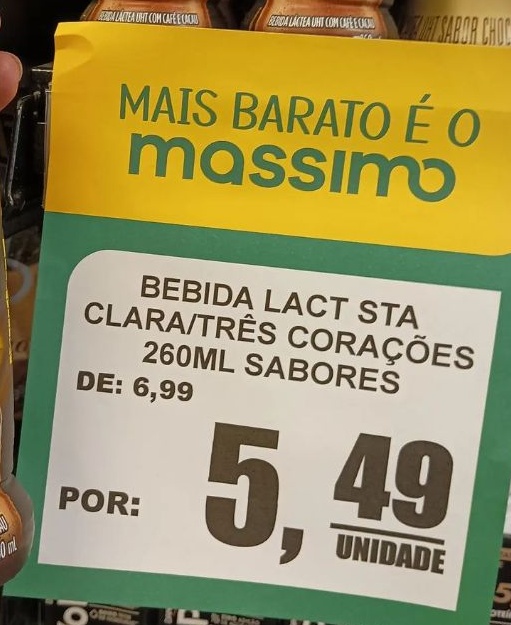 BEBIDA LÁCTEA UHT COM CAFÉ E CACAU
BEBIDA LÁCTEA UHT COM CAFÉ E CACAU
UHT SABOR CHOC
MAIS BARATO É O
massimo
BEBIDA LACT STA
CLARA/TRÊS CORAÇÕES
260ML SABORES
DE: 6,99
POR: 5,49
UNIDADE